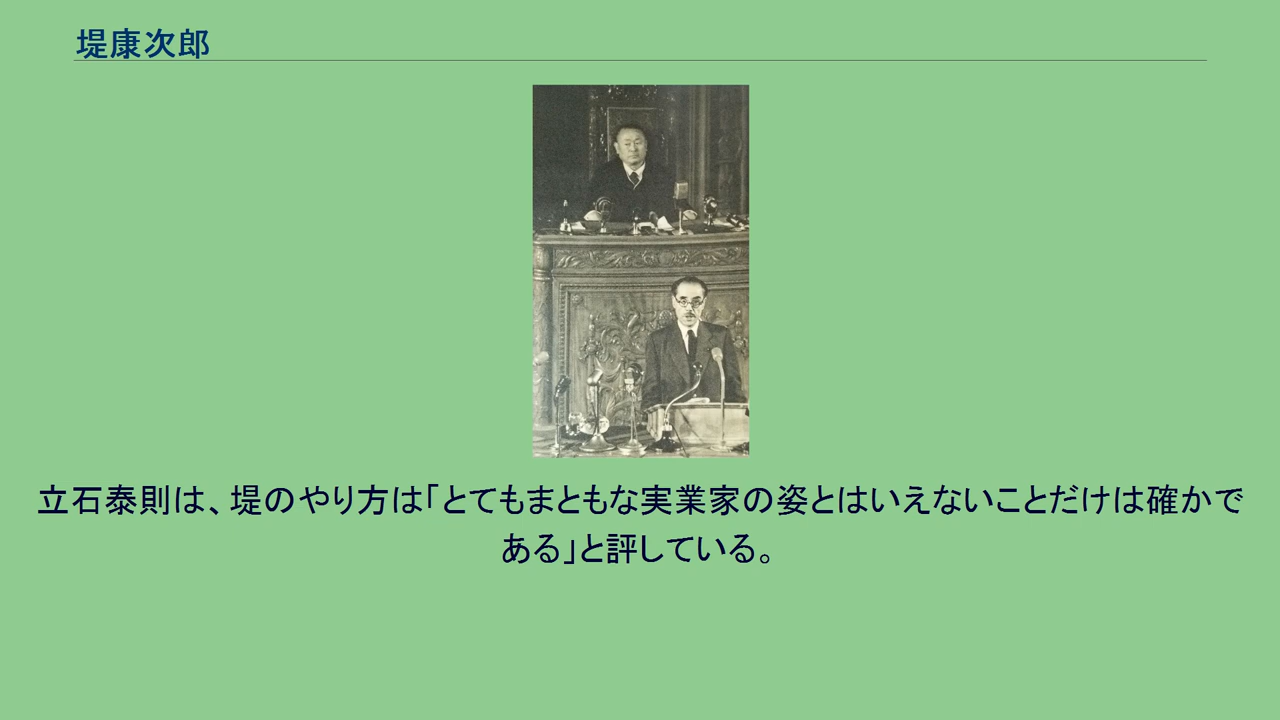 堤康次郎
立石泰則は、堤のやり方は「とてもまともな実業家の姿とはいえないことだけは確かで
ある」と評している。